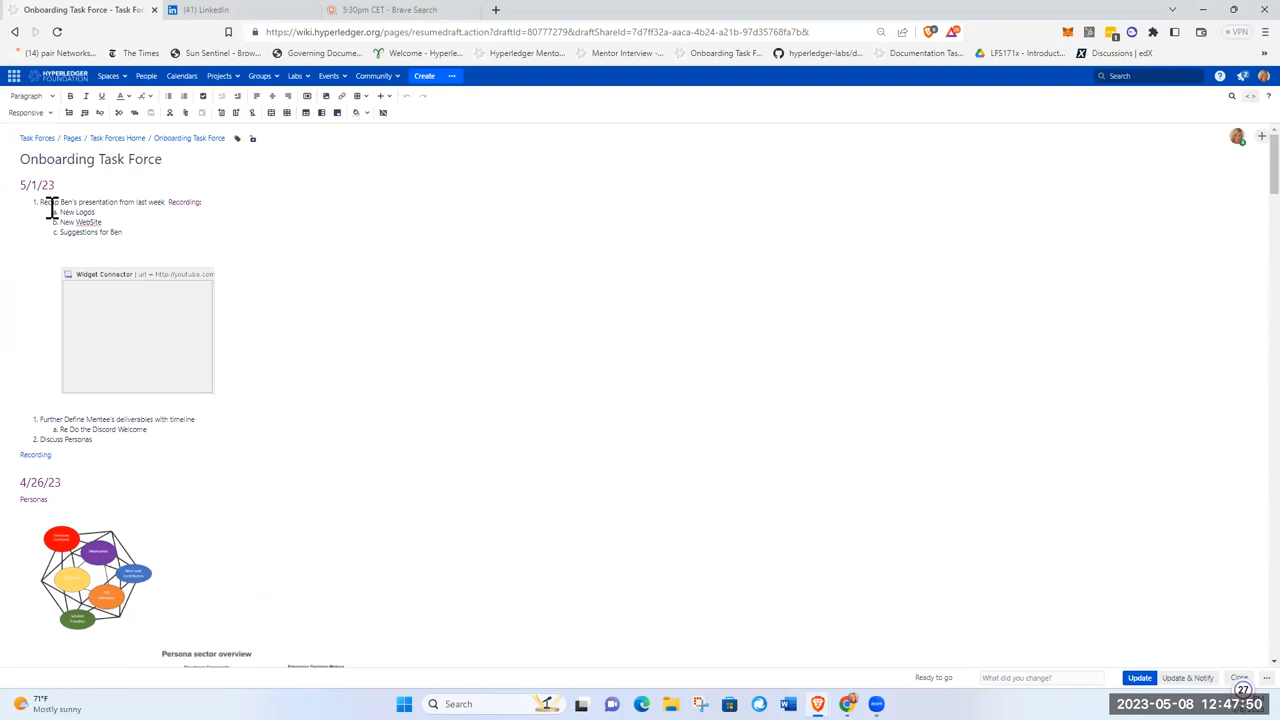 Onboarding Task Force - Task For
(41) LinkedIn
5:30pm CET - Brave Search
https://wiki.hyperledger.org/pages/resumedraft.action?draftId=80777279&draftShareId=7d7ff32a-aaca-4b24-a21b-97d35768fa7b&
VPN
(14) pair Networks...
The Times
Sun Sentinel - Brow...
Governing Docume...
Welcome - Hyperle...
Hyperledger Mento...
Onboarding Task F...
hyperledger-labs/d...
Documentation Tas...
LFS171x - Introduct...
Discussions | edX
HYPERLEDGER FOUNDATION
Spaces
People
Calendars
Projects
Groups
Labs
Events
Community
Create
Search
Paragraph
Responsive
Task Forces / Pages / Task Forces Home / Onboarding Task Force
Onboarding Task Force
5/1/23
1. Recap Ben's presentation from last week Recording:
a. New Logos
b. New WebSite
c. Suggestions for Ben
Widget Connector | url = http://youtube.com
1. Further Define Mentee's deliverables with timeline
a. Re Do the Discord Welcome
2. Discuss Personas
Recording
4/26/23
Personas
Persona sector overview
Ready to go
What did you change?
Update
Update & Notify
Close
27
71°F
Mostly sunny
Search
2023-05-08 12:47:50